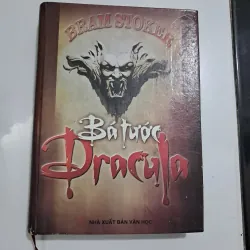 BRAM STOKER
Bá tước
Dracula
NHÀ XUẤT BẢN VĂN HỌC